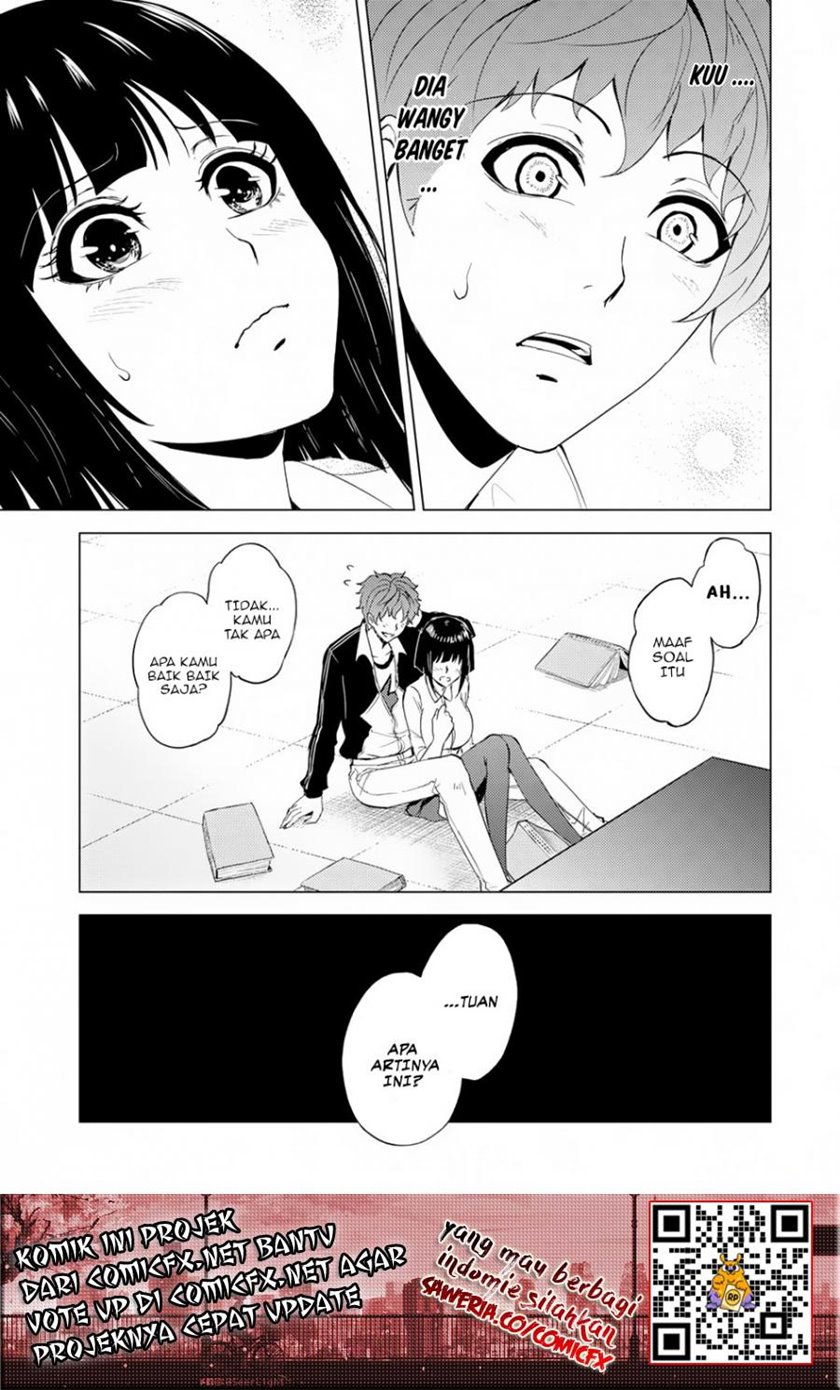 KUU ....
DIA
WANGY
BANGET
...
AH...
MAAF
SOAL
ITU
TIDAK...
KAMU
TAK APA
APA KAMU
BAIK BAIK
SAJA?
...TUAN
APA
ARTINYA
INI?
KOMIK INI PROJEK
DARI COMICFX.NET BANTU
VOTE UP DI COMICFX.NET AGAR
PROJEKNYA CEPAT UPDATE
yang mau berbagi
indomie silahkan
SAWERIA.CO/COMICFX
RP